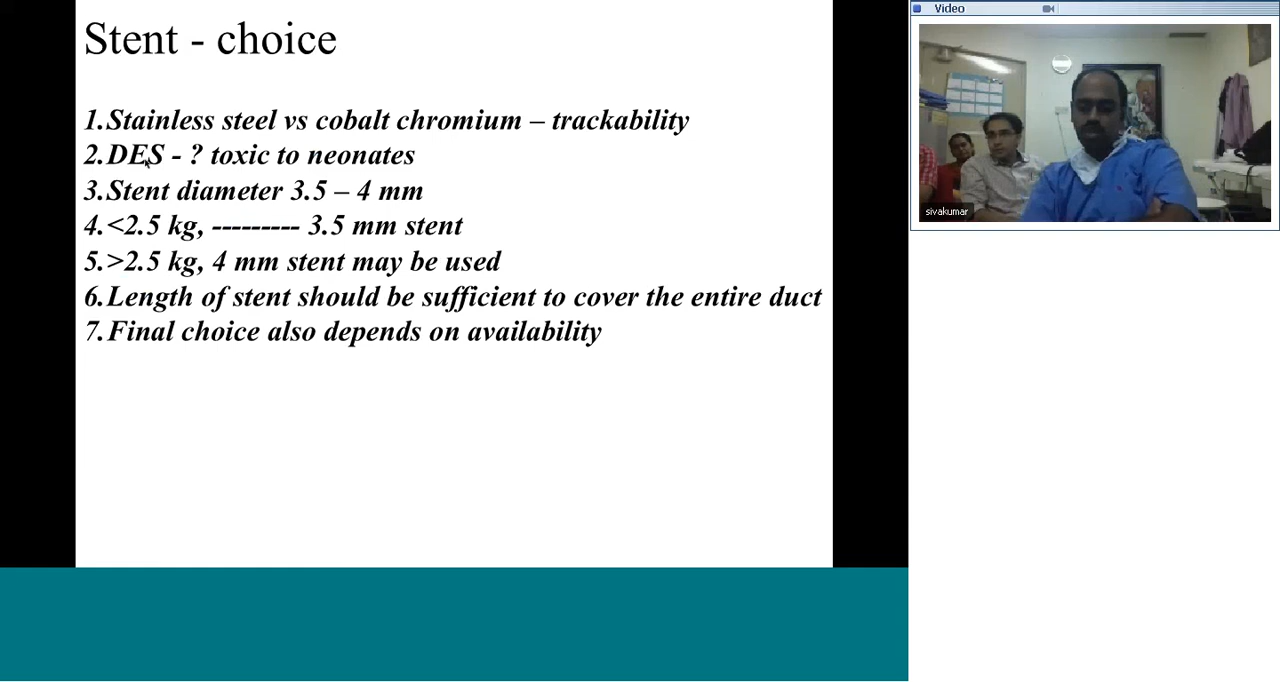 Stent - choice
1.Stainless steel vs cobalt chromium – trackability
2.DES - ? toxic to neonates
3.Stent diameter 3.5 – 4 mm
4.<2.5 kg, --------- 3.5 mm stent
5.>2.5 kg, 4 mm stent may be used
6.Length of stent should be sufficient to cover the entire duct
7.Final choice also depends on availability
Video
sivakumar